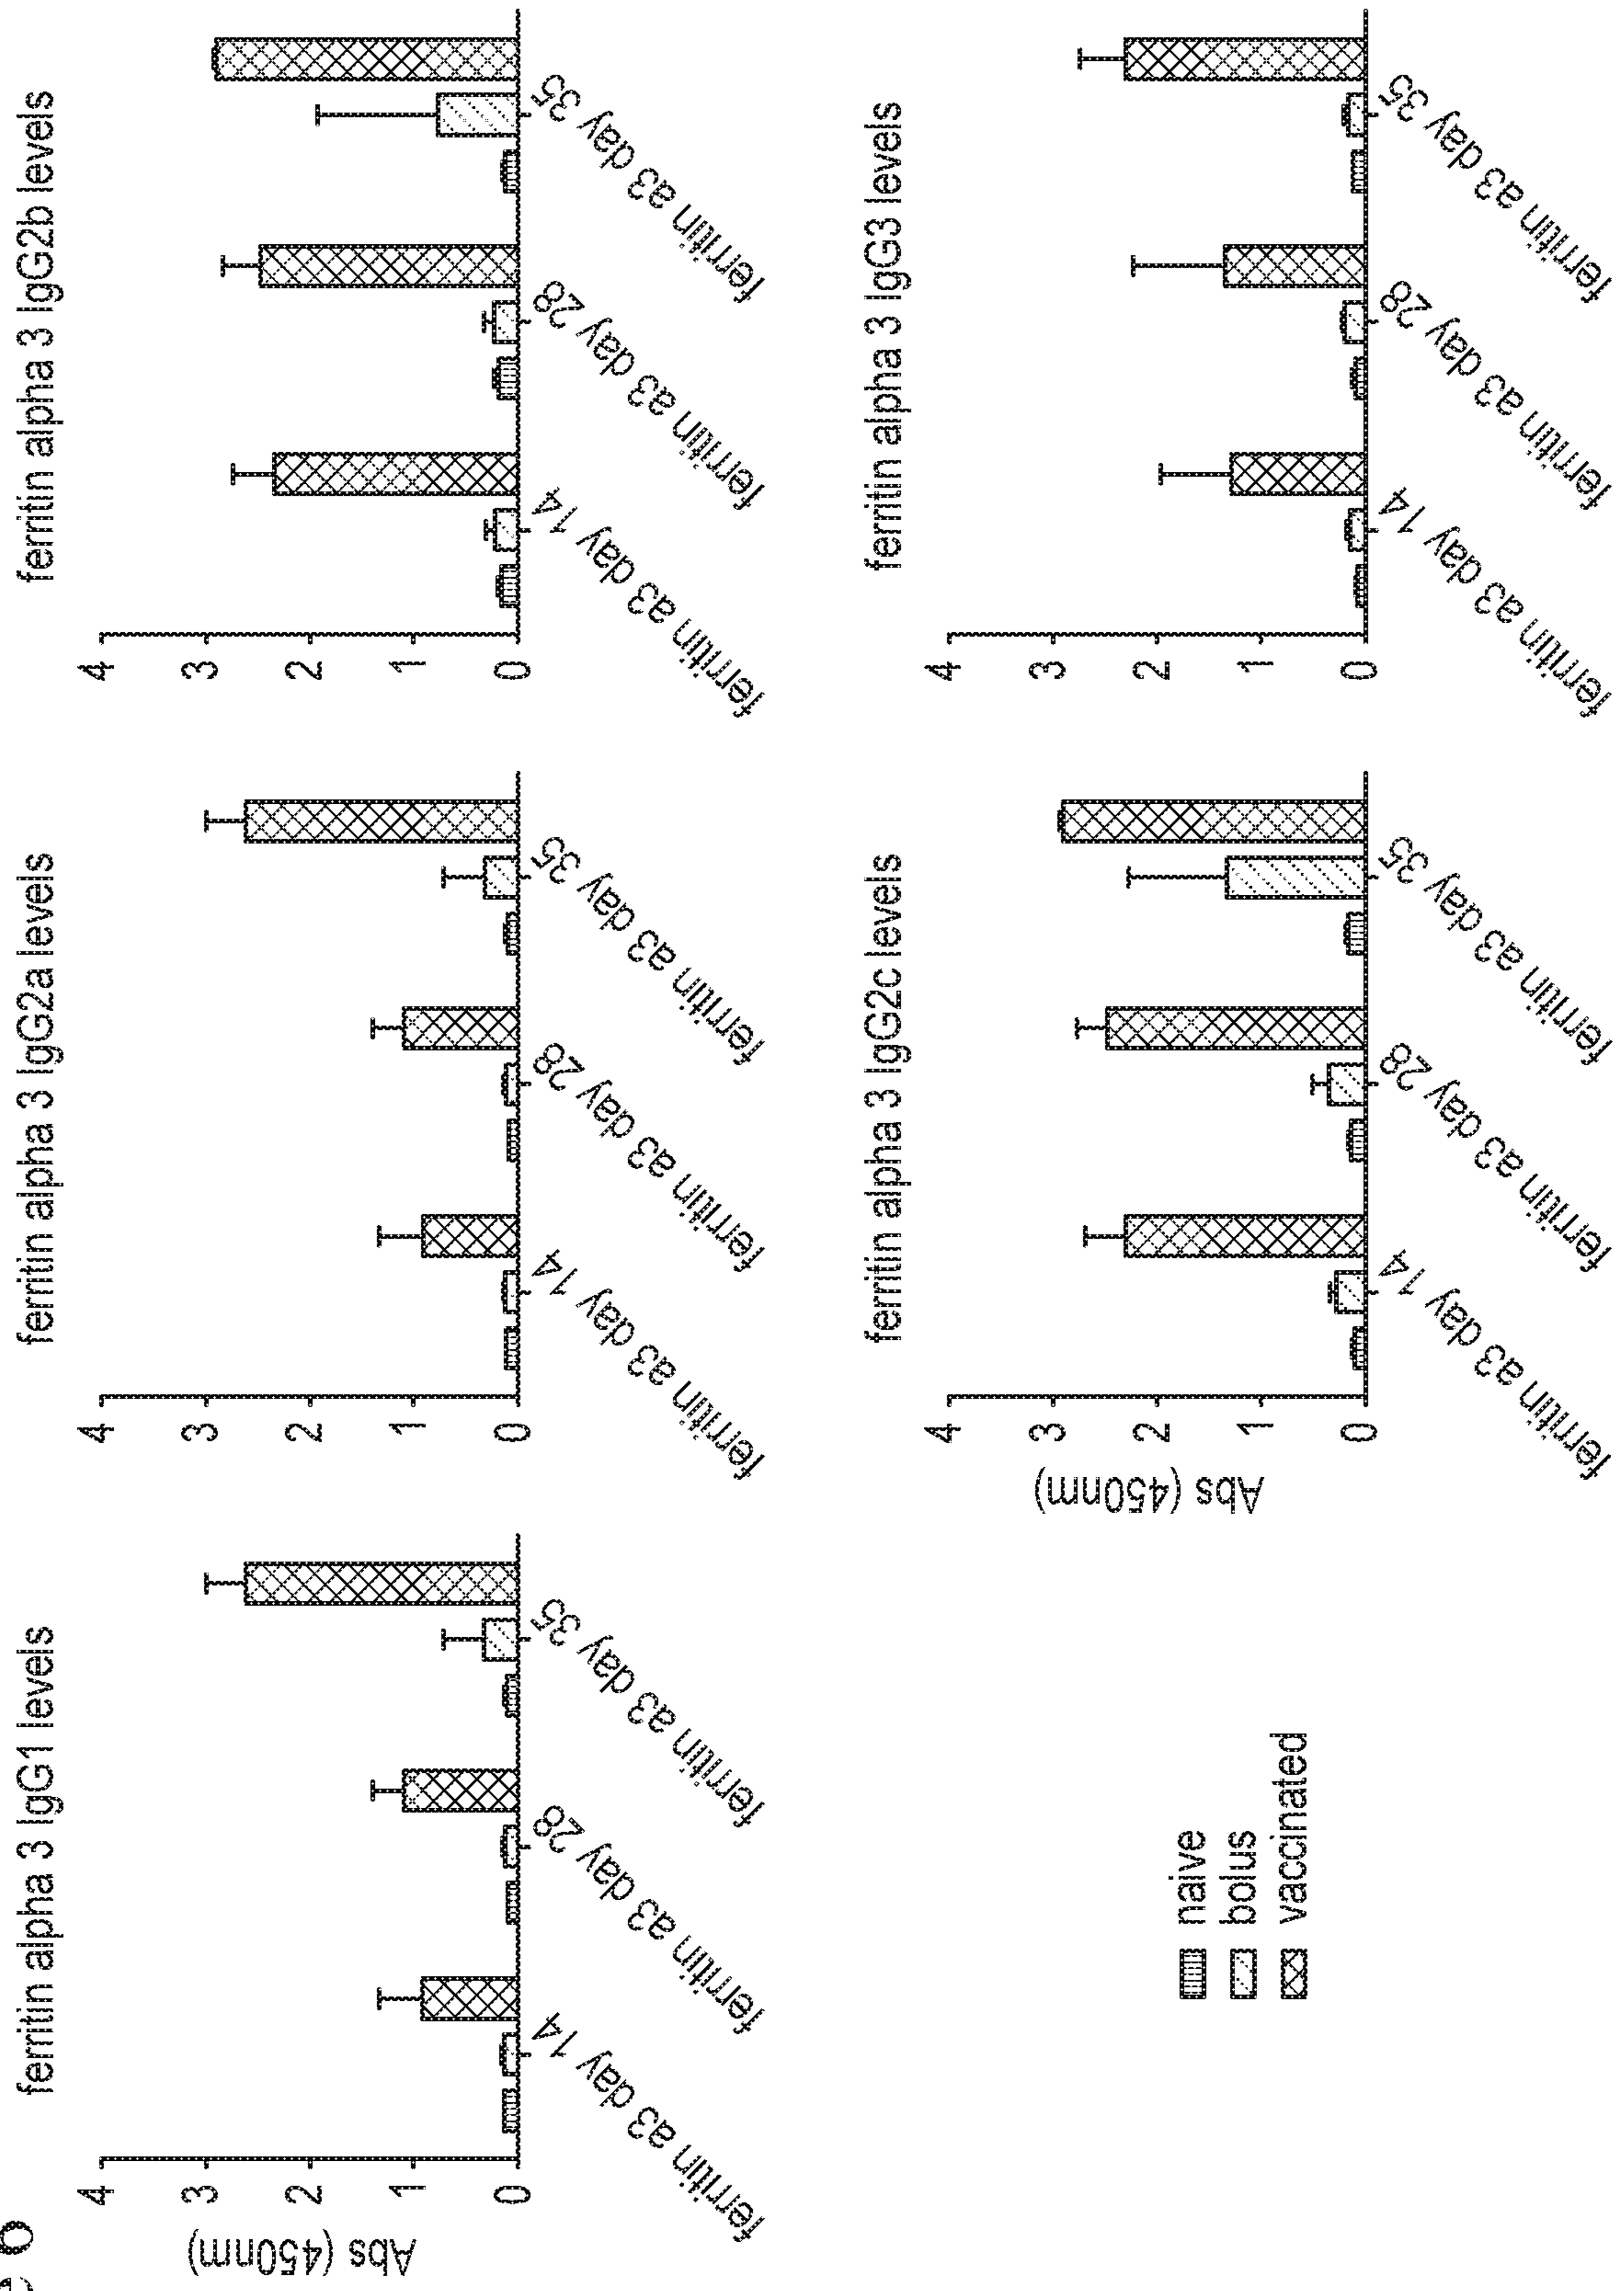 ferritin alpha 3 IgG1 levels
Abs (450nm)
4
3
2
1
0
ferritin a3 day 14
ferritin a3 day 28
ferritin a3 day 35
ferritin alpha 3 IgG2a levels
4
3
2
1
0
ferritin a3 day 14
ferritin a3 day 28
ferritin a3 day 35
ferritin alpha 3 IgG2b levels
4
3
2
1
0
ferritin a3 day 14
ferritin a3 day 28
ferritin a3 day 35
naive
bolus
vaccinated
ferritin alpha 3 IgG2c levels
Abs (450nm)
4
3
2
1
0
ferritin a3 day 14
ferritin a3 day 28
ferritin a3 day 35
ferritin alpha 3 IgG3 levels
4
3
2
1
0
ferritin a3 day 14
ferritin a3 day 28
ferritin a3 day 35